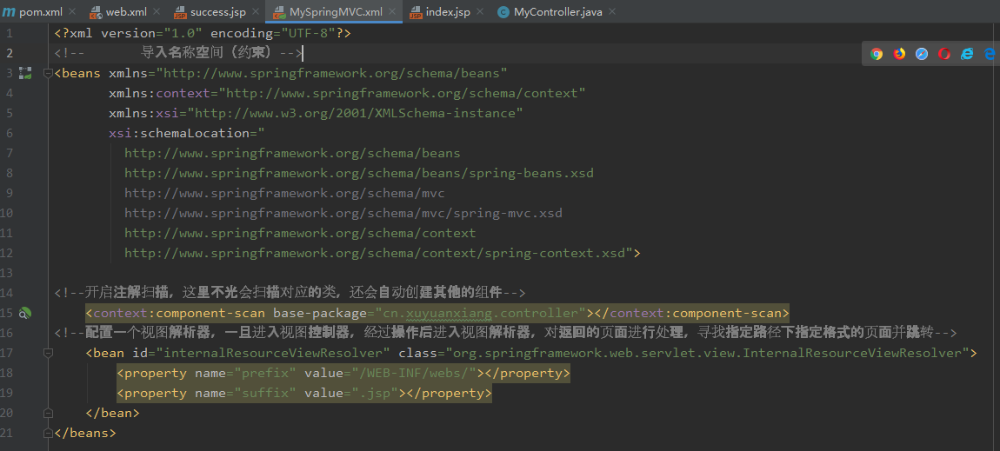 pom.xml web.xml success.jsp MySpringMVC.xml index.jsp MyController.java
1 <?xml version="1.0" encoding="UTF-8"?>
2 <!-- 导入名称空间（约束）-->
3 <beans xmlns="http://www.springframework.org/schema/beans"
4 xmlns:context="http://www.springframework.org/schema/context"
5 xmlns:xsi="http://www.w3.org/2001/XMLSchema-instance"
6 xsi:schemaLocation="
7 http://www.springframework.org/schema/beans
8 http://www.springframework.org/schema/beans/spring-beans.xsd
9 http://www.springframework.org/schema/mvc
10 http://www.springframework.org/schema/mvc/spring-mvc.xsd
11 http://www.springframework.org/schema/context
12 http://www.springframework.org/schema/context/spring-context.xsd">
13
14 <!--开启注解扫描，这里不光会扫描对应的类，还会自动创建其他的组件-->
15 <context:component-scan base-package="cn.xuyuanxiang.controller"></context:component-scan>
16 <!--配置一个视图解析器，一旦进入视图控制器，经过操作后进入视图解析器，对返回的页面进行处理，寻找指定路径下指定格式的页面并跳转-->
17 <bean id="internalResourceViewResolver" class="org.springframework.web.servlet.view.InternalResourceViewResolver">
18 <property name="prefix" value="/WEB-INF/webs/"></property>
19 <property name="suffix" value=".jsp"></property>
20 </bean>
21 </beans>